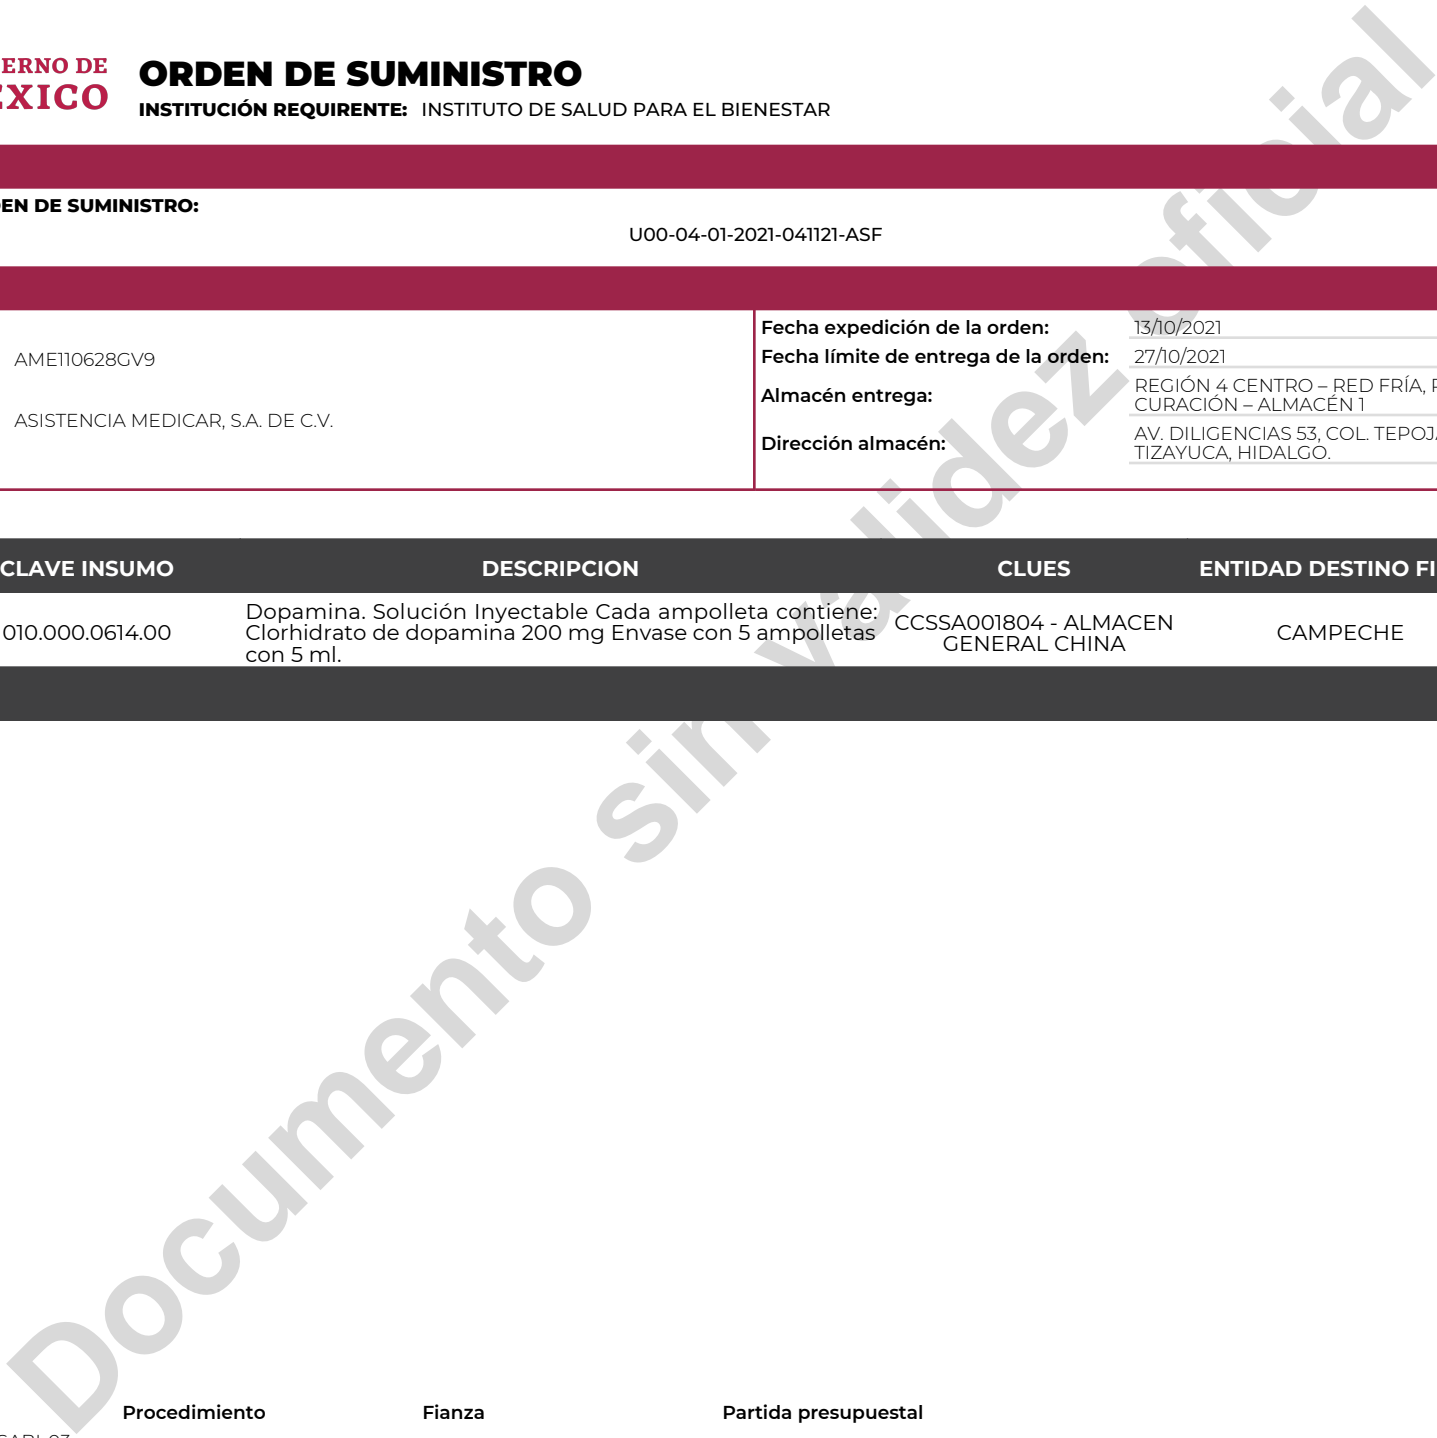 ERNO DE
EXICO
ORDEN DE SUMINISTRO
INSTITUCIÓN REQUIRENTE: INSTITUTO DE SALUD PARA EL BIENESTAR
EN DE SUMINISTRO:
U00-04-01-2021-041121-ASF
AME110628GV9
ASISTENCIA MEDICAR, S.A. DE C.V.
Fecha expedición de la orden: 13/10/2021
Fecha límite de entrega de la orden: 27/10/2021
Almacén entrega: REGIÓN 4 CENTRO – RED FRÍA,
CURACIÓN – ALMACÉN 1
Dirección almacén: AV. DILIGENCIAS 53, COL. TEPOJ
TIZAYUCA, HIDALGO.
CLAVE INSUMO DESCRIPCION CLUES ENTIDAD DESTINO FI
010.000.0614.00
Dopamina. Solución Inyectable Cada ampolleta contiene:
Clorhidrato de dopamina 200 mg Envase con 5 ampolletas
con 5 ml.
CCSSA001804 - ALMACEN
GENERAL CHINA
CAMPECHE
Documento sin validez oficial
Procedimiento Fianza Partida presupuestal